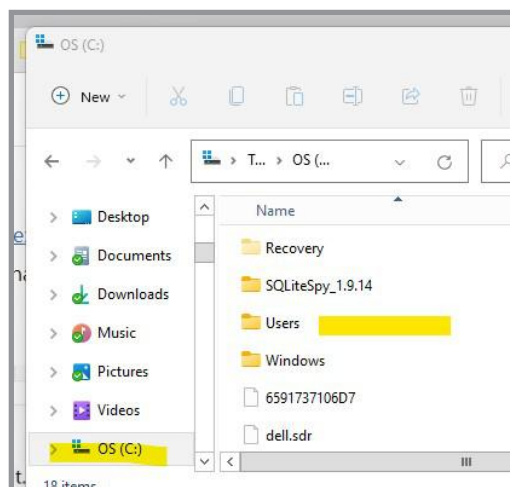 OS (C:)
New
T... > OS (...
Name
Desktop
Documents
Downloads
Music
Pictures
Videos
OS (C:)
Recovery
SQLiteSpy_1.9.14
Users
Windows
6591737106D7
dell.sdr
18 items